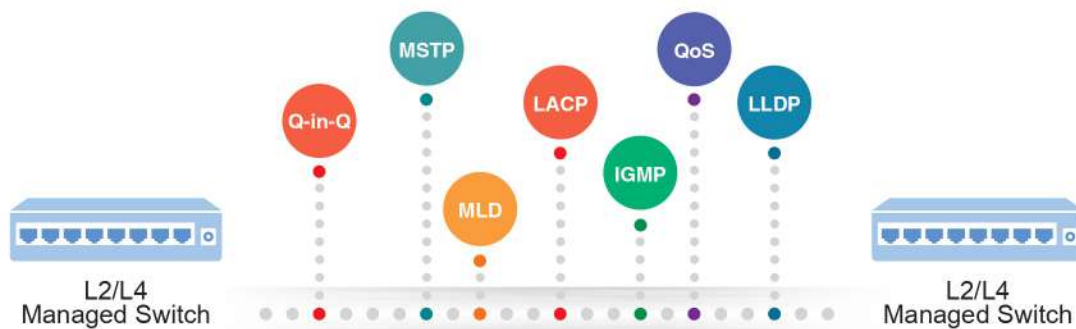 MSTP
QoS
Q-in-Q
LACP
LLDP
IGMP
MLD
L2/L4
Managed Switch
L2/L4
Managed Switch